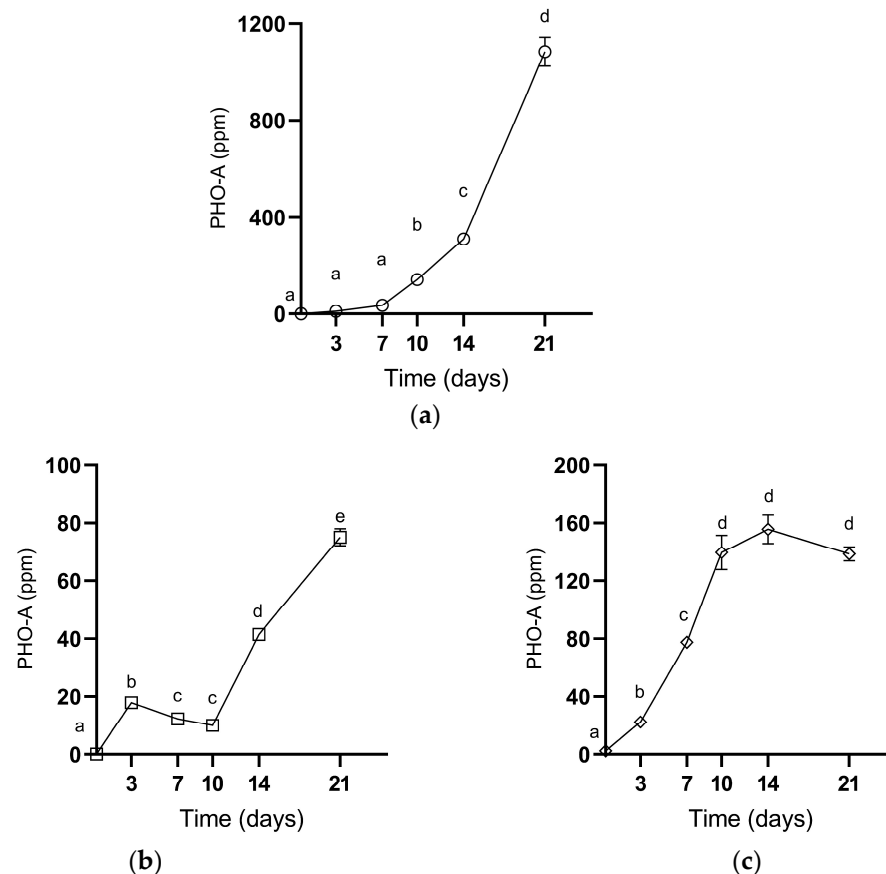 d
1200
PHO-A (ppm)
800
c
400
b
a
a
a
0
3 7 10 14 21
Time (days)
(a)
100
e
80
PHO-A (ppm)
60
d
40
b
c
c
20
a
0
3 7 10 14 21
Time (days)
(b)
200
d
d
d
160
PHO-A (ppm)
120
c
80
b
40
a
0
3 7 10 14 21
Time (days)
(c)